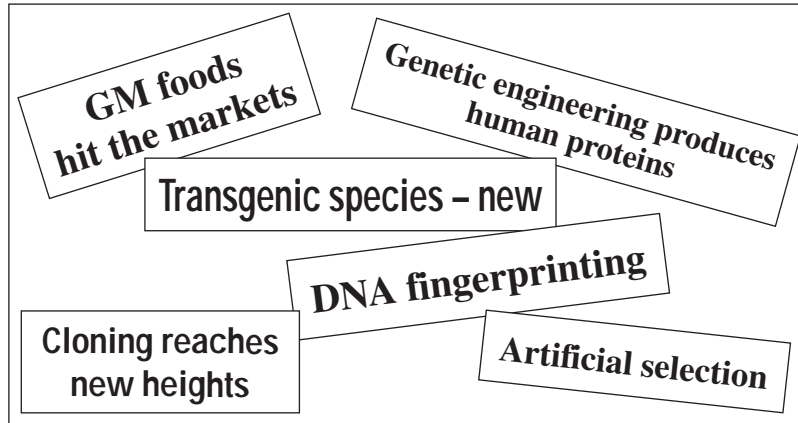 GM foods
hit the markets
Genetic engineering produces
human proteins
Transgenic species – new
DNA fingerprinting
Cloning reaches
new heights
Artificial selection